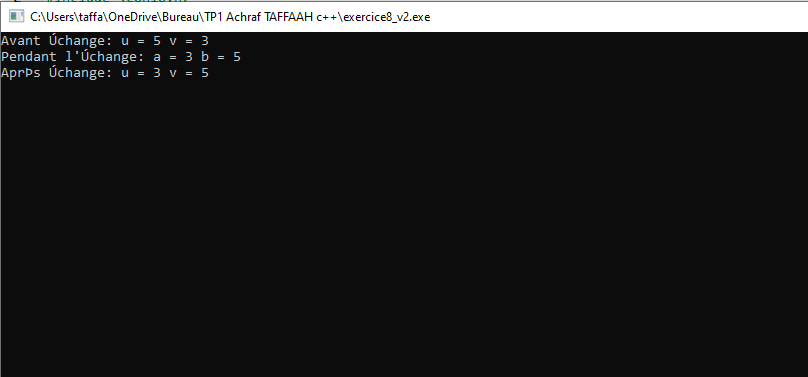 C:\Users\taffa\OneDrive\Bureau\TP1 Achraf TAFFAAH c++\exercice8_v2.exe
Avant Úchange: u = 5 v = 3
Pendant l'Úchange: a = 3 b = 5
AprÞs Úchange: u = 3 v = 5